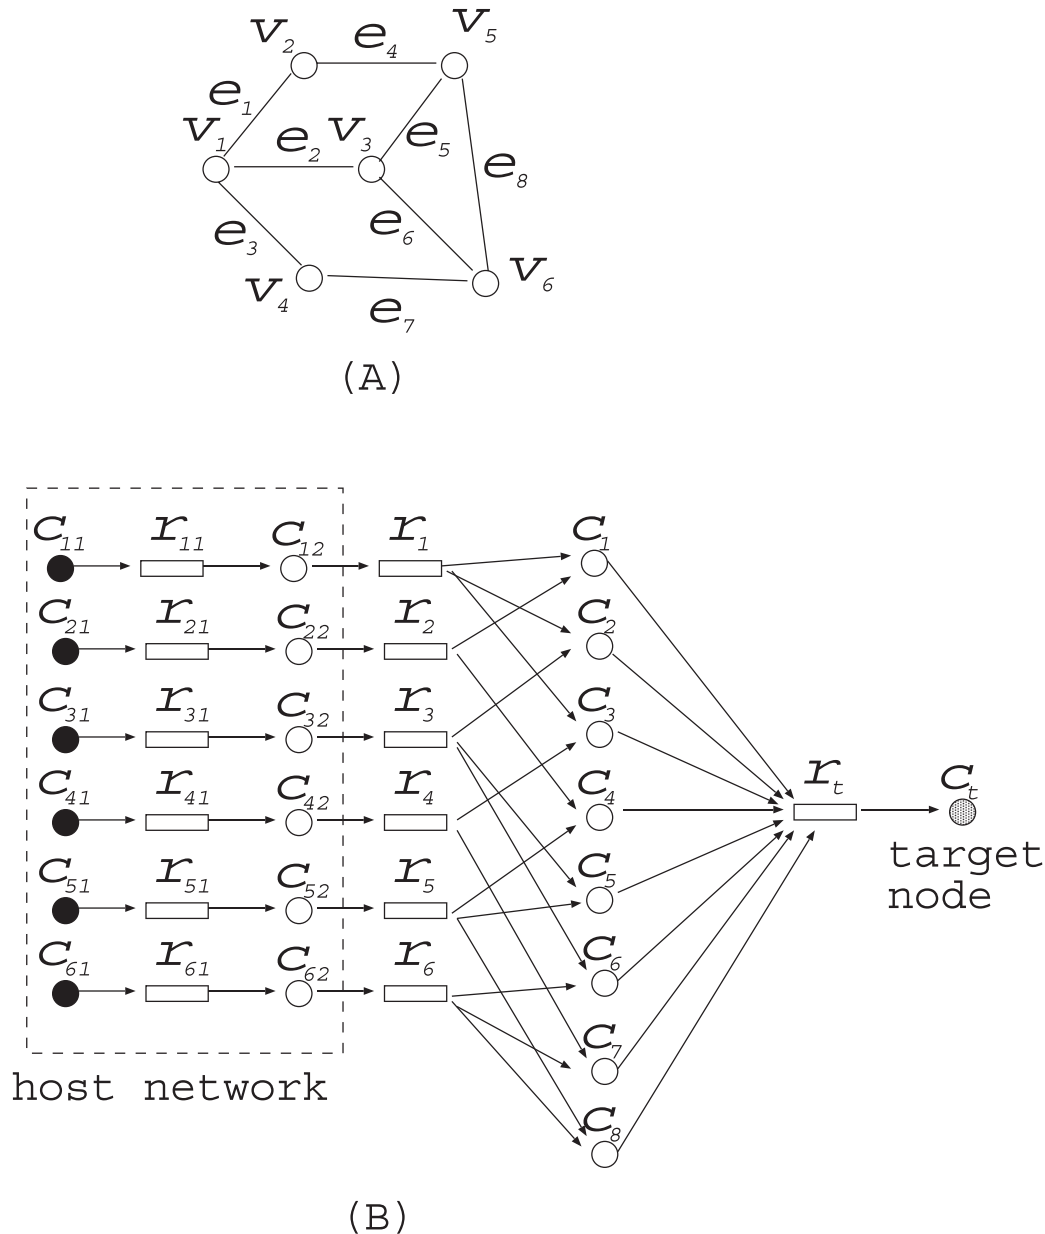 v2 e4 v5
e1
v1 e2 v3 e5
e8
e3 e6
v4 v6
e7
(A)
c11 r11 c12 r1 c1
c21 r21 c22 r2 c2
c31 r31 c32 r3 c3
c41 r41 c42 r4 c4 rt ct
target
node
c51 r51 c52 r5 c5
c61 r61 c62 r6 c6
c7
host network
c8
(B)